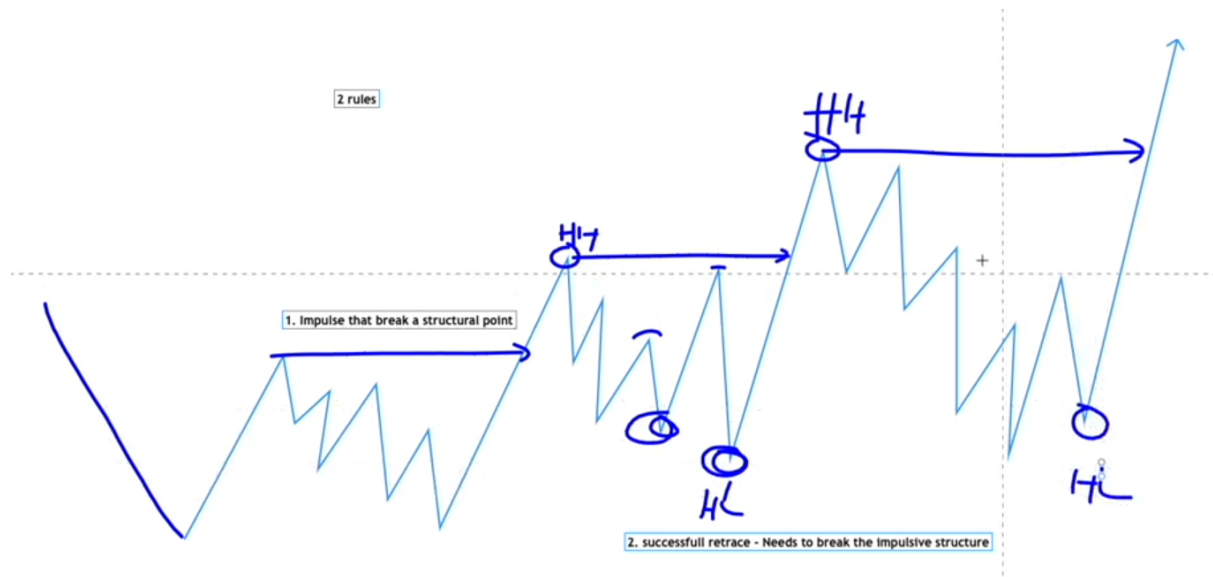 2 rules
HH
HH
1. Impulse that break a structural point
HL
HL
2. successfull retrace - Needs to break the impulsive structure